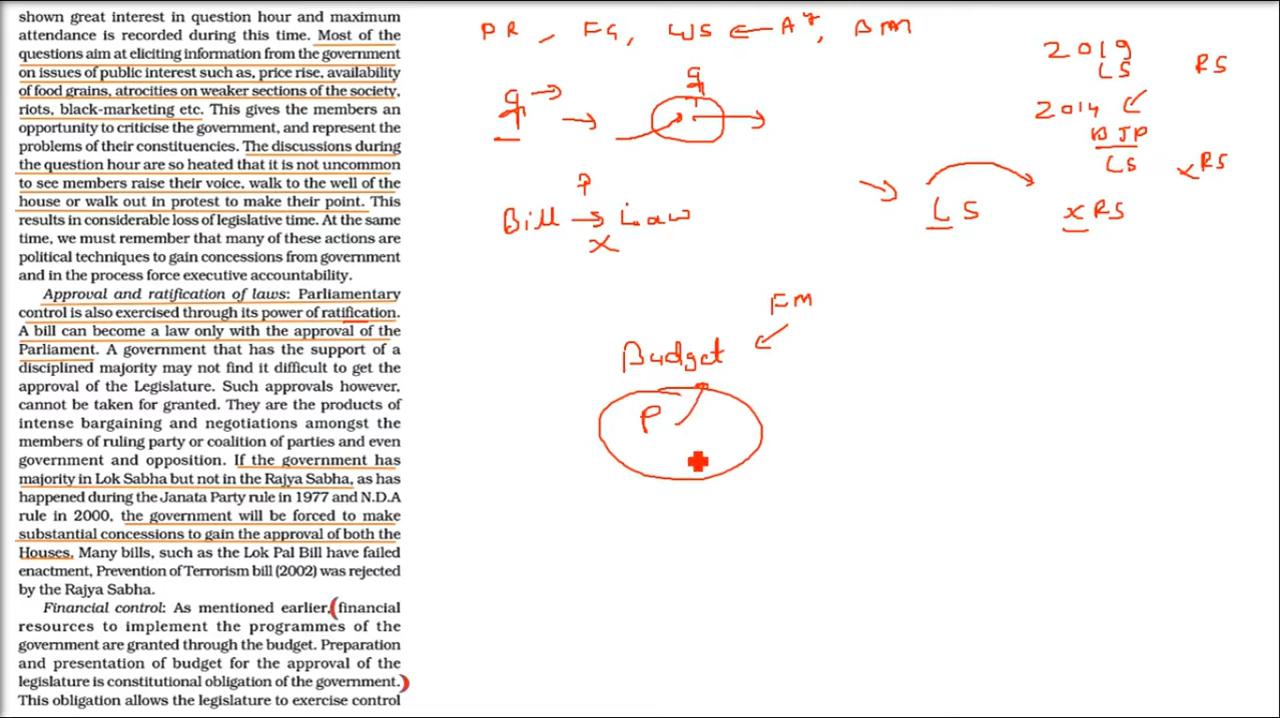 shown great interest in question hour and maximum
attendance is recorded during this time. Most of the
questions aim at eliciting information from the government
on issues of public interest such as, price rise, availability
of food grains, atrocities on weaker sections of the society,
riots, black-marketing etc. This gives the members an
opportunity to criticise the government, and represent the
problems of their constituencies. The discussions during
the question hour are so heated that it is not uncommon
to see members raise their voice, walk to the well of the
house or walk out in protest to make their point. This
results in considerable loss of legislative time. At the same
time, we must remember that many of these actions are
political techniques to gain concessions from government
and in the process force executive accountability.
Approval and ratification of laws: Parliamentary
control is also exercised through its power of ratification.
A bill can become a law only with the approval of the
Parliament. A government that has the support of a
disciplined majority may not find it difficult to get the
approval of the Legislature. Such approvals however,
cannot be taken for granted. They are the products of
intense bargaining and negotiations amongst the
members of ruling party or coalition of parties and even
government and opposition. If the government has
majority in Lok Sabha but not in the Rajya Sabha, as has
happened during the Janata Party rule in 1977 and N.D.A
rule in 2000, the government will be forced to make
substantial concessions to gain the approval of both the
Houses. Many bills, such as the Lok Pal Bill have failed
enactment, Prevention of Terrorism bill (2002) was rejected
by the Rajya Sabha.
Financial control: As mentioned earlier, (financial
resources to implement the programmes of the
government are granted through the budget. Preparation
and presentation of budget for the approval of the
legislature is constitutional obligation of the government.)
This obligation allows the legislature to exercise control
PR, FG, WS ← A, BM
q → q
P
Bill → Law
x
2019
LS RS
2014
BJP
LS x RS
LS x RS
FM
Budget
P